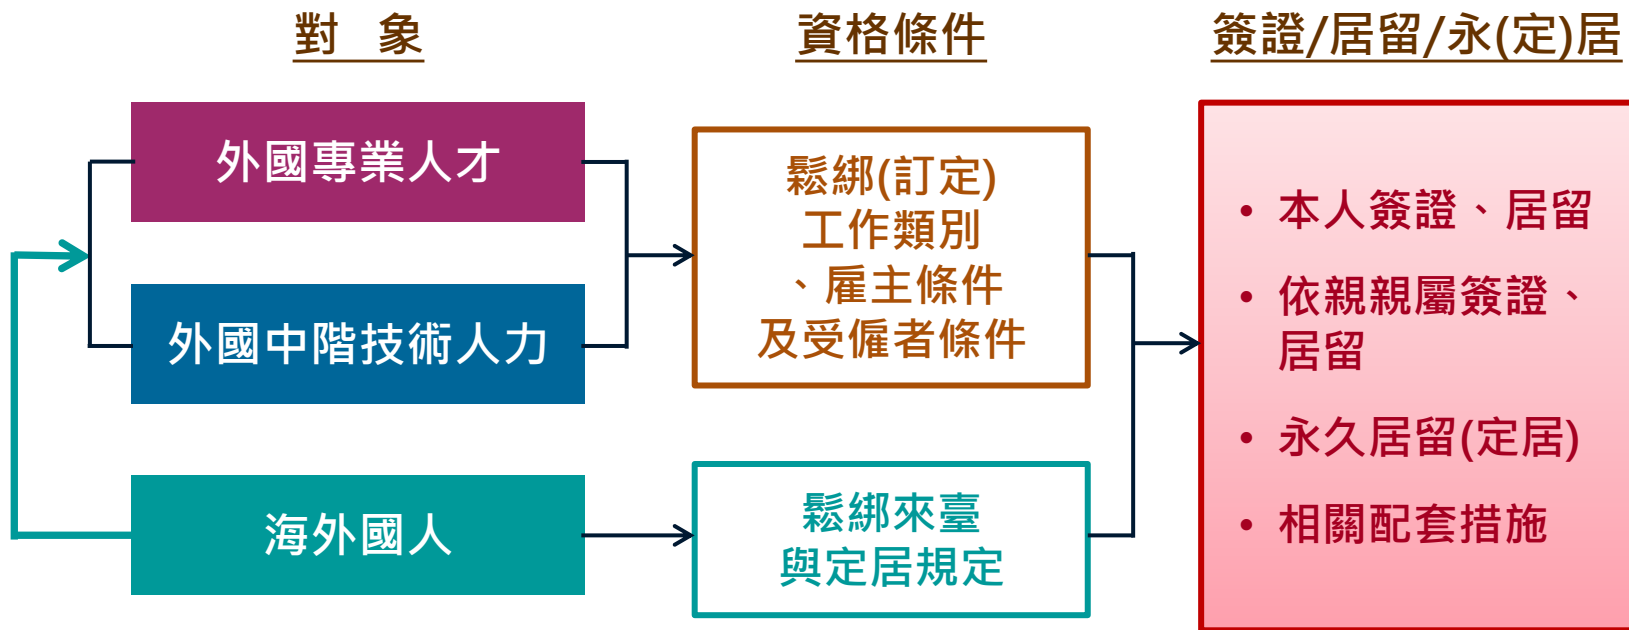 對 象
資格條件
簽證/居留/永(定)居
外國專業人才
外國中階技術人力
海外國人
鬆綁(訂定)
工作類別
、雇主條件
及受僱者條件
鬆綁來臺
與定居規定
• 本人簽證、居留
• 依親親屬簽證、
居留
• 永久居留(定居)
• 相關配套措施